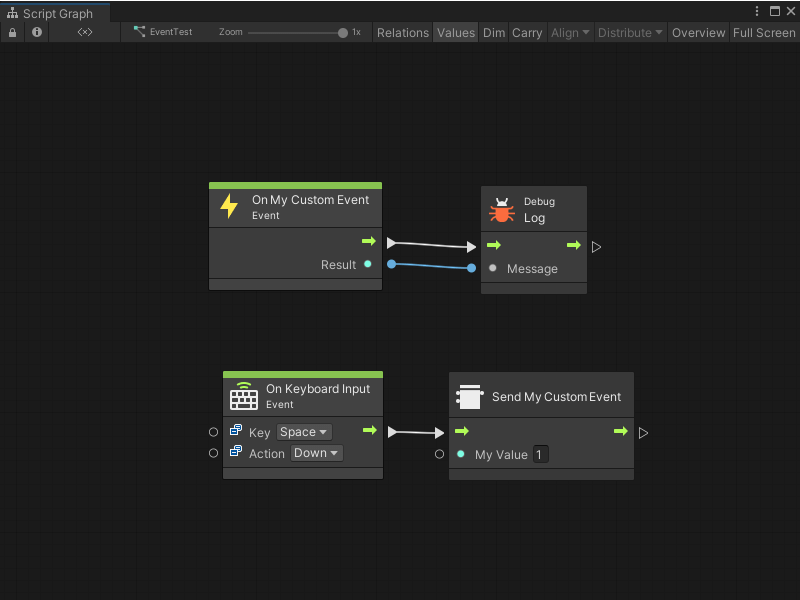 Script Graph
EventTest
Zoom
1x
Relations
Values
Dim
Carry
Align
Distribute
Overview
Full Screen
On My Custom Event
Event
Result
Debug
Log
Message
On Keyboard Input
Event
Key Space
Action Down
Send My Custom Event
My Value 1